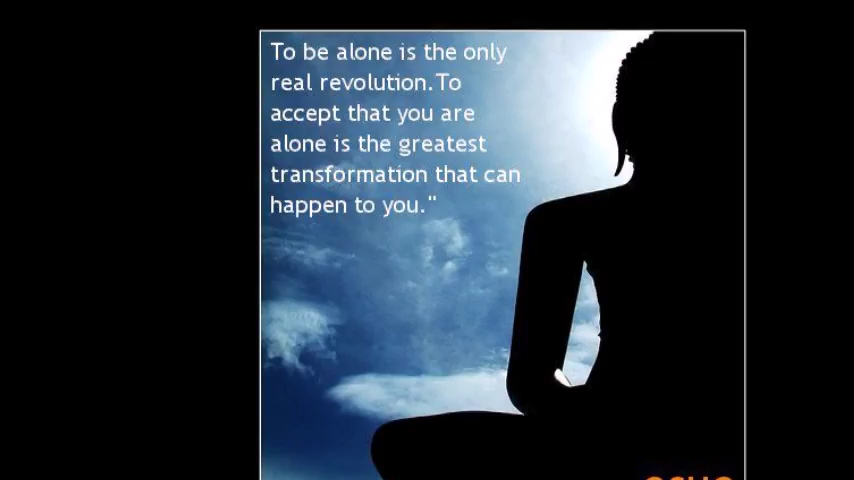 To be alone is the only
real revolution.To
accept that you are
alone is the greatest
transformation that can
happen to you."